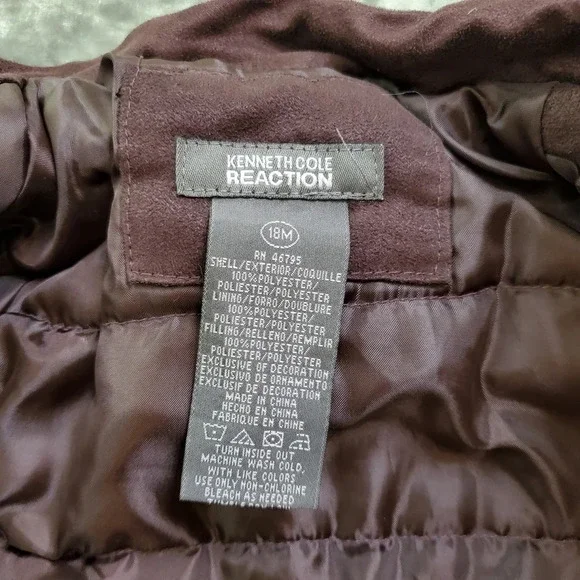 KENNETH COLE
REACTION
18M
RN 46795
SHELL/EXTERIOR/COQUILLE
100%POLYESTER/
POLIESTER/POLYESTER
LINING/FORRO/DOUBLURE
100%POLYESTER/
POLIESTER/POLYESTER
FILLING/RELLENO/REMPLIR
100%POLYESTER/
POLIESTER/POLYESTER
EXCLUSIVE OF DECORATION
EXCLUSIVO DE ORNAMENTO
EXCLUSIF DE DÉCORATION
MADE IN CHINA
HECHO EN CHINA
FABRIQUE EN CHINE
TURN INSIDE OUT
MACHINE WASH COLD,
WITH LIKE COLORS
USE ONLY NON-CHLORINE
BLEACH AS NEEDED